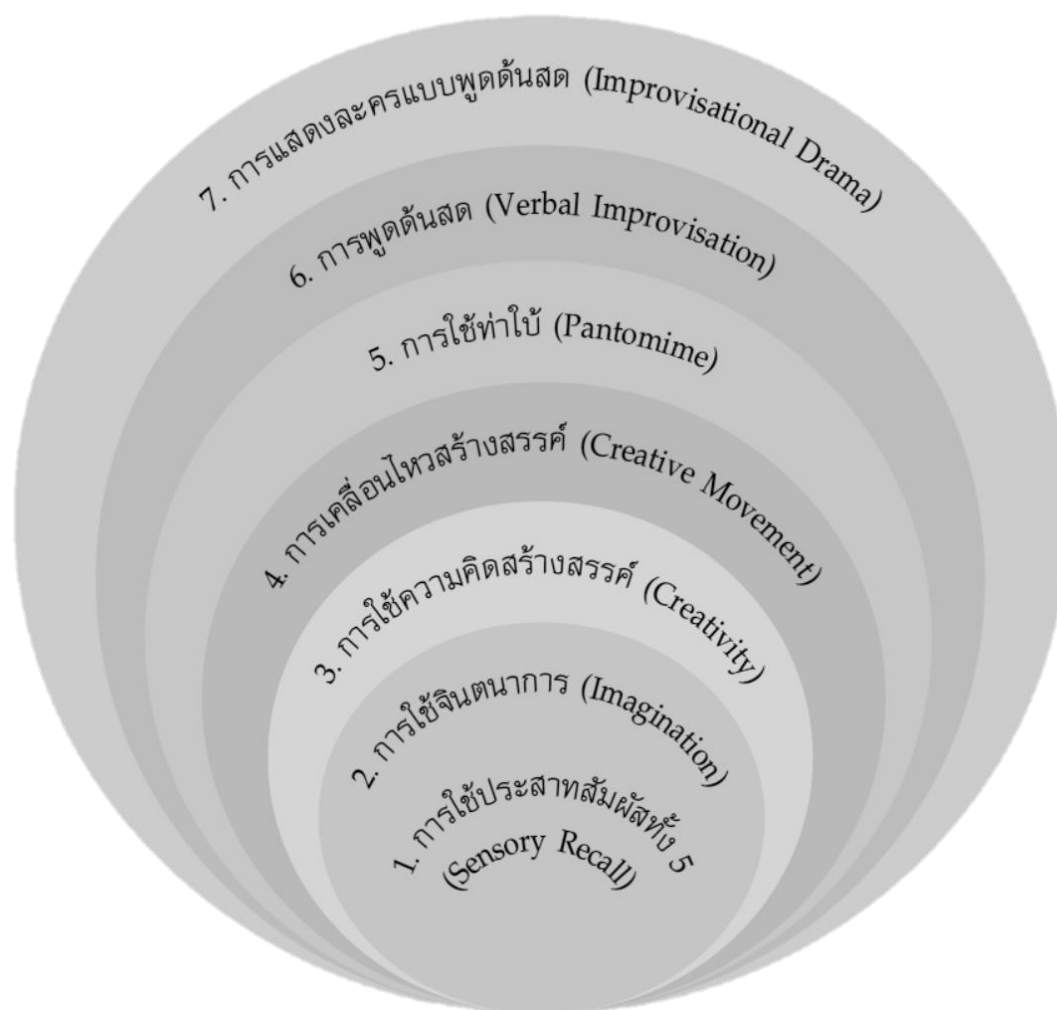 7. การแสดงละครแบบพูดด้นสด (Improvisational Drama)
6. การพูดด้นสด (Verbal Improvisation)
5. การใช้ท่าใบ้ (Pantomime)
4. การเคลื่อนไหวสร้างสรรค์ (Creative Movement)
3. การใช้ความคิดสร้างสรรค์ (Creativity)
2. การใช้จินตนาการ (Imagination)
1. การใช้ประสาทสัมผัสทั้ง 5
(Sensory Recall)